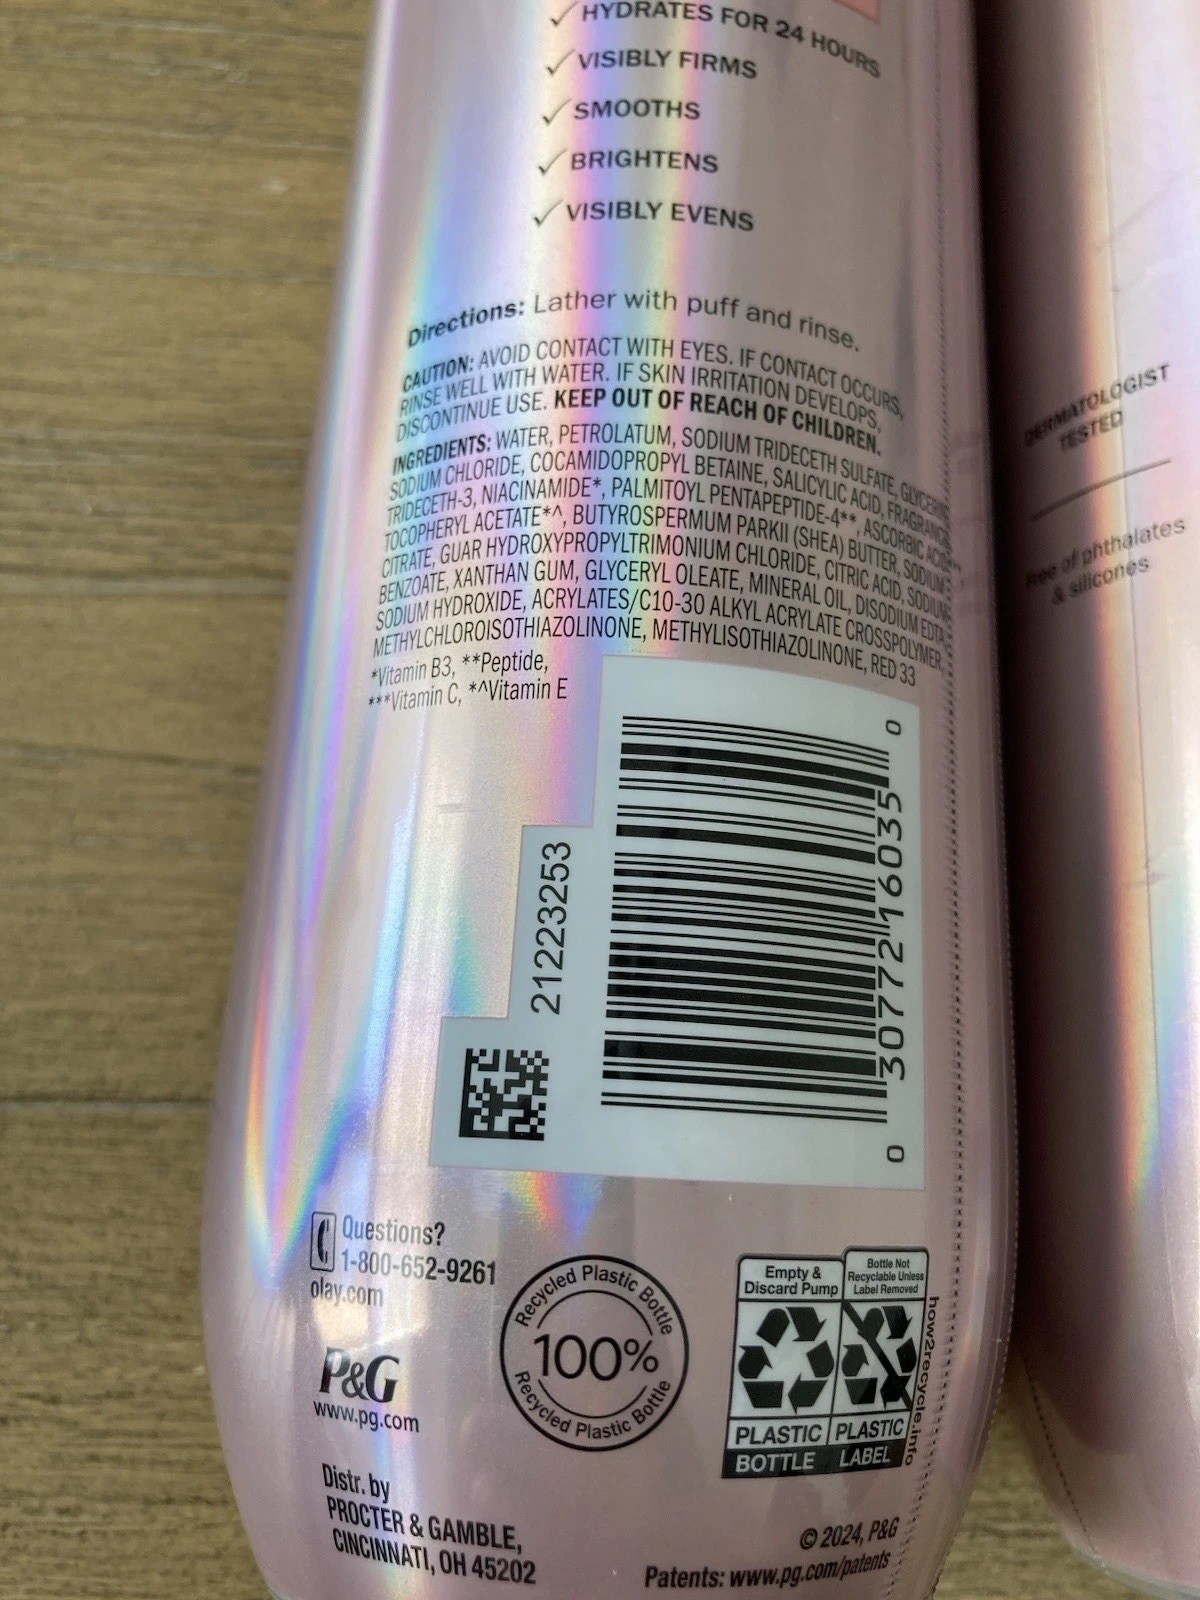 ✓ HYDRATES FOR 24 HOURS
✓ VISIBLY FIRMS
✓ SMOOTHS
✓ BRIGHTENS
✓ VISIBLY EVENS
Directions: Lather with puff and rinse.
CAUTION: AVOID CONTACT WITH EYES. IF CONTACT OCCURS,
RINSE WELL WITH WATER. IF SKIN IRRITATION DEVELOPS,
DISCONTINUE USE. KEEP OUT OF REACH OF CHILDREN.
INGREDIENTS: WATER, PETROLATUM, SODIUM TRIDECETH SULFATE, GLYCERIN,
SODIUM CHLORIDE, COCAMIDOPROPYL BETAINE, SALICYLIC ACID, FRAGRANCE,
TRIDECETH-3, NIACINAMIDE*, PALMITOYL PENTAPEPTIDE-4**, ASCORBIC ACID***,
TOCOPHERYL ACETATE*^, BUTYROSPERMUM PARKII (SHEA) BUTTER, SODIUM
CITRATE, GUAR HYDROXYPROPYLTRIMONIUM CHLORIDE, CITRIC ACID, SODIUM
BENZOATE, XANTHAN GUM, GLYCERYL OLEATE, MINERAL OIL, DISODIUM EDTA,
SODIUM HYDROXIDE, ACRYLATES/C10-30 ALKYL ACRYLATE CROSSPOLYMER,
METHYLCHLOROISOTHIAZOLINONE, METHYLISOTHIAZOLINONE, RED 33
*Vitamin B3, **Peptide,
***Vitamin C, *^Vitamin E
21223253
0 30772 16035 0
Questions?
1-800-652-9261
olay.com
P&G
www.pg.com
Distr. by
PROCTER & GAMBLE,
CINCINNATI, OH 45202
Recycled Plastic Bottle
100%
Recycled Plastic Bottle
Empty &
Discard Pump
PLASTIC
BOTTLE
Bottle Not
Recyclable Unless
Label Removed
PLASTIC
LABEL
how2recycle.info
© 2024, P&G
Patents: www.pg.com/patents
DERMATOLOGIST
TESTED
Free of phthalates
& silicones